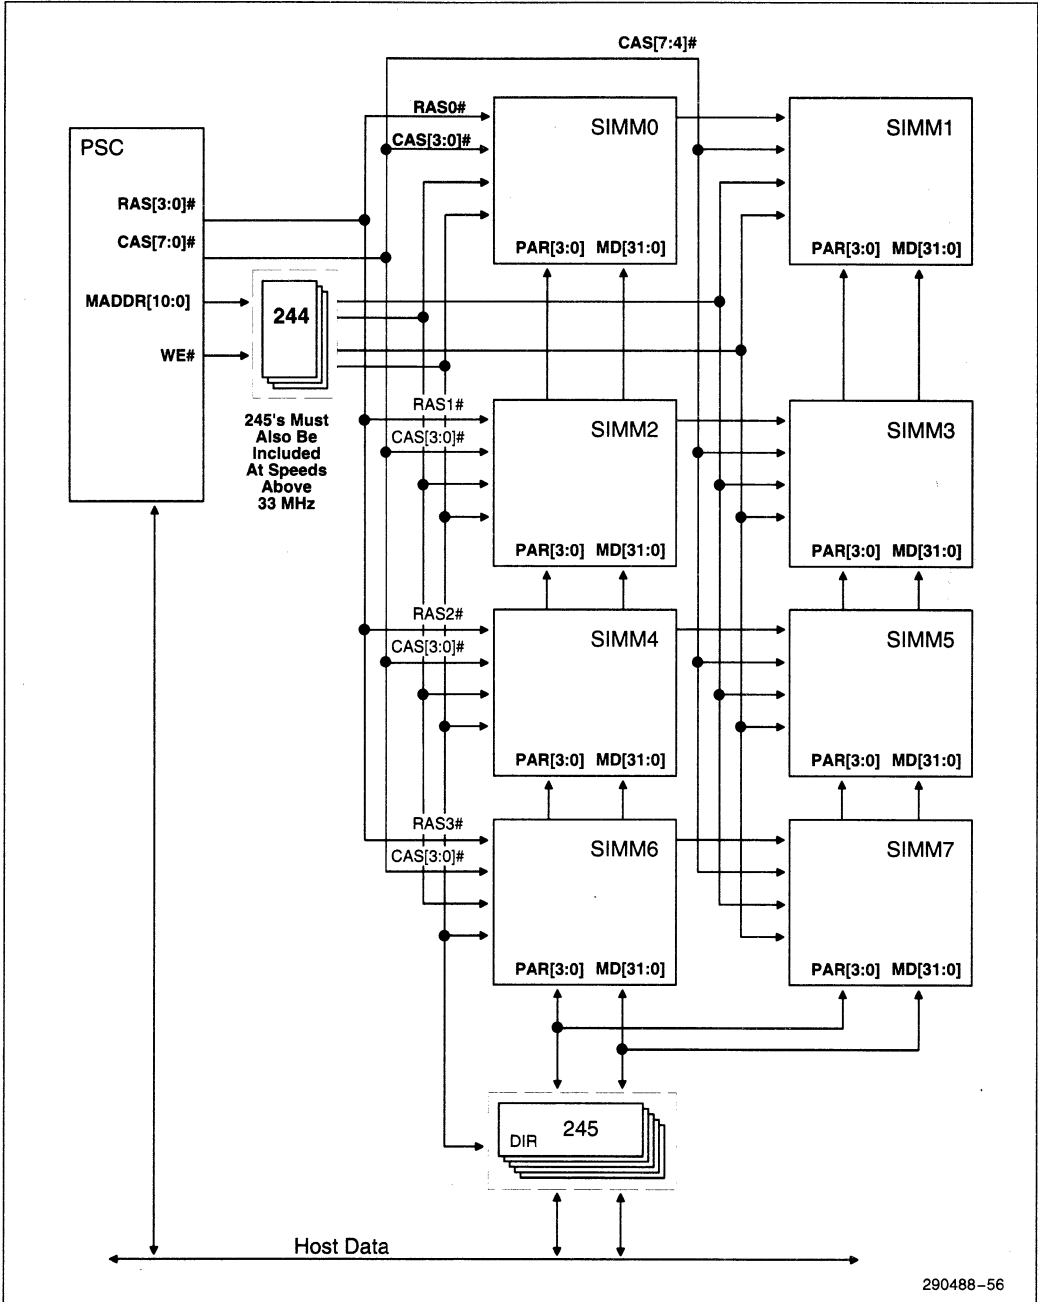 CAS[7:4]#
RAS0#
SIMM0
SIMM1
PSC
CAS[3:0]#
RAS[3:0]#
CAS[7:0]#
PAR[3:0] MD[31:0]
PAR[3:0] MD[31:0]
MADDR[10:0]
244
WE#
RAS1#
245's Must
Also Be
Included
At Speeds
Above
33 MHz
CAS[3:0]#
SIMM2
SIMM3
PAR[3:0] MD[31:0]
PAR[3:0] MD[31:0]
RAS2#
CAS[3:0]#
SIMM4
SIMM5
PAR[3:0] MD[31:0]
PAR[3:0] MD[31:0]
RAS3#
CAS[3:0]#
SIMM6
SIMM7
PAR[3:0] MD[31:0]
PAR[3:0] MD[31:0]
245
DIR
Host Data
290488-56